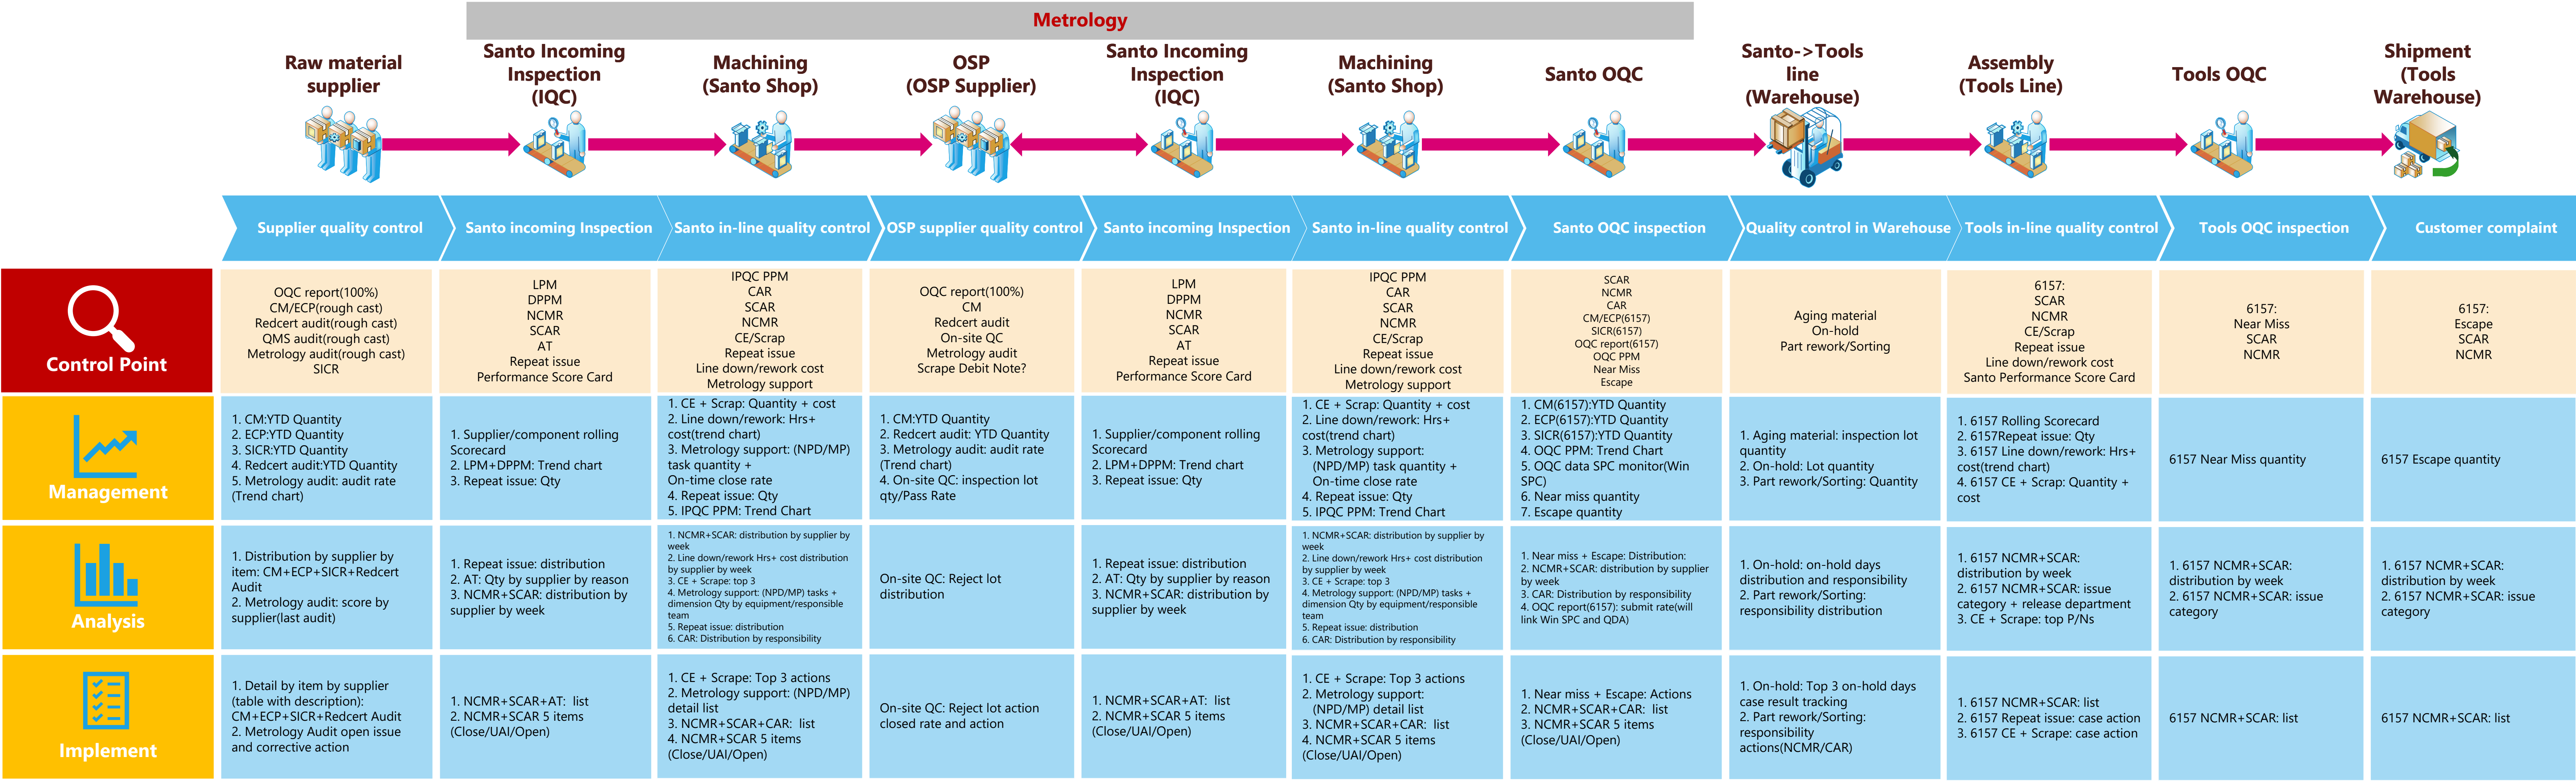 Metrology
Raw material
supplier
Santo Incoming
Inspection
(IQC)
Machining
(Santo Shop)
OSP
(OSP Supplier)
Santo Incoming
Inspection
(IQC)
Machining
(Santo Shop)
Santo OQC
Santo->Tools
line
(Warehouse)
Assembly
(Tools Line)
Tools OQC
Shipment
(Tools
Warehouse)
Supplier quality control
Santo incoming Inspection
Santo in-line quality control
OSP supplier quality control
Santo incoming Inspection
Santo in-line quality control
Santo OQC inspection
Quality control in Warehouse
Tools in-line quality control
Tools OQC inspection
Customer complaint
Control Point
OQC report(100%)
CM/ECP(rough cast)
Redcert audit(rough cast)
QMS audit(rough cast)
Metrology audit(rough cast)
SICR
LPM
DPPM
NCMR
SCAR
AT
Repeat issue
Performance Score Card
IPQC PPM
CAR
SCAR
NCMR
CE/Scrap
Repeat issue
Line down/rework cost
Metrology support
OQC report(100%)
CM
Redcert audit
On-site QC
Metrology audit
Scrape Debit Note?
LPM
DPPM
NCMR
SCAR
AT
Repeat issue
Performance Score Card
IPQC PPM
CAR
SCAR
NCMR
CE/Scrap
Repeat issue
Line down/rework cost
Metrology support
SCAR
NCMR
CAR
CM/ECP(6157)
SICR(6157)
OQC report(6157)
OQC PPM
Near Miss
Escape
Aging material
On-hold
Part rework/Sorting
6157:
SCAR
NCMR
CE/Scrap
Repeat issue
Line down/rework cost
Santo Performance Score Card
6157:
Near Miss
SCAR
NCMR
6157:
Escape
SCAR
NCMR
Management
1. CM:YTD Quantity
2. ECP:YTD Quantity
3. SICR:YTD Quantity
4. Redcert audit:YTD Quantity
5. Metrology audit: audit rate
(Trend chart)
1. Supplier/component rolling
Scorecard
2. LPM+DPPM: Trend chart
3. Repeat issue: Qty
1. CE + Scrap: Quantity + cost
2. Line down/rework: Hrs+
cost(trend chart)
3. Metrology support: (NPD/MP)
task quantity +
On-time close rate
4. Repeat issue: Qty
5. IPQC PPM: Trend Chart
1. CM:YTD Quantity
2. Redcert audit: YTD Quantity
3. Metrology audit: audit rate
(Trend chart)
4. On-site QC: inspection lot
qty/Pass Rate
1. Supplier/component rolling
Scorecard
2. LPM+DPPM: Trend chart
3. Repeat issue: Qty
1. CE + Scrap: Quantity + cost
2. Line down/rework: Hrs+
cost(trend chart)
3. Metrology support:
(NPD/MP) task quantity +
On-time close rate
4. Repeat issue: Qty
5. IPQC PPM: Trend Chart
1. CM(6157):YTD Quantity
2. ECP(6157):YTD Quantity
3. SICR(6157):YTD Quantity
4. OQC PPM: Trend Chart
5. OQC data SPC monitor(Win
SPC)
6. Near miss quantity
7. Escape quantity
1. Aging material: inspection lot
quantity
2. On-hold: Lot quantity
3. Part rework/Sorting: Quantity
1. 6157 Rolling Scorecard
2. 6157Repeat issue: Qty
3. 6157 Line down/rework: Hrs+
cost(trend chart)
4. 6157 CE + Scrap: Quantity +
cost
6157 Near Miss quantity
6157 Escape quantity
Analysis
1. Distribution by supplier by
item: CM+ECP+SICR+Redcert
Audit
2. Metrology audit: score by
supplier(last audit)
1. Repeat issue: distribution
2. AT: Qty by supplier by reason
3. NCMR+SCAR: distribution by
supplier by week
1. NCMR+SCAR: distribution by supplier by
week
2. Line down/rework Hrs+ cost distribution
by supplier by week
3. CE + Scrape: top 3
4. Metrology support: (NPD/MP) tasks +
dimension Qty by equipment/responsible
team
5. Repeat issue: distribution
6. CAR: Distribution by responsibility
On-site QC: Reject lot
distribution
1. Repeat issue: distribution
2. AT: Qty by supplier by reason
3. NCMR+SCAR: distribution by
supplier by week
1. NCMR+SCAR: distribution by supplier by
week
2. Line down/rework Hrs+ cost distribution
by supplier by week
3. CE + Scrape: top 3
4. Metrology support: (NPD/MP) tasks +
dimension Qty by equipment/responsible
team
5. Repeat issue: distribution
6. CAR: Distribution by responsibility
1. Near miss + Escape: Distribution:
2. NCMR+SCAR: distribution by supplier
by week
3. CAR: Distribution by responsibility
4. OQC report(6157): submit rate(will
link Win SPC and QDA)
1. On-hold: on-hold days
distribution and responsibility
2. Part rework/Sorting:
responsibility distribution
1. 6157 NCMR+SCAR:
distribution by week
2. 6157 NCMR+SCAR: issue
category + release department
3. CE + Scrape: top P/Ns
1. 6157 NCMR+SCAR:
distribution by week
2. 6157 NCMR+SCAR: issue
category
1. 6157 NCMR+SCAR:
distribution by week
2. 6157 NCMR+SCAR: issue
category
Implement
1. Detail by item by supplier
(table with description):
CM+ECP+SICR+Redcert Audit
2. Metrology Audit open issue
and corrective action
1. NCMR+SCAR+AT: list
2. NCMR+SCAR 5 items
(Close/UAI/Open)
1. CE + Scrape: Top 3 actions
2. Metrology support: (NPD/MP)
detail list
3. NCMR+SCAR+CAR: list
4. NCMR+SCAR 5 items
(Close/UAI/Open)
On-site QC: Reject lot action
closed rate and action
1. NCMR+SCAR+AT: list
2. NCMR+SCAR 5 items
(Close/UAI/Open)
1. CE + Scrape: Top 3 actions
2. Metrology support:
(NPD/MP) detail list
3. NCMR+SCAR+CAR: list
4. NCMR+SCAR 5 items
(Close/UAI/Open)
1. Near miss + Escape: Actions
2. NCMR+SCAR+CAR: list
3. NCMR+SCAR 5 items
(Close/UAI/Open)
1. On-hold: Top 3 on-hold days
case result tracking
2. Part rework/Sorting:
responsibility
actions(NCMR/CAR)
1. 6157 NCMR+SCAR: list
2. 6157 Repeat issue: case action
3. 6157 CE + Scrape: case action
6157 NCMR+SCAR: list
6157 NCMR+SCAR: list